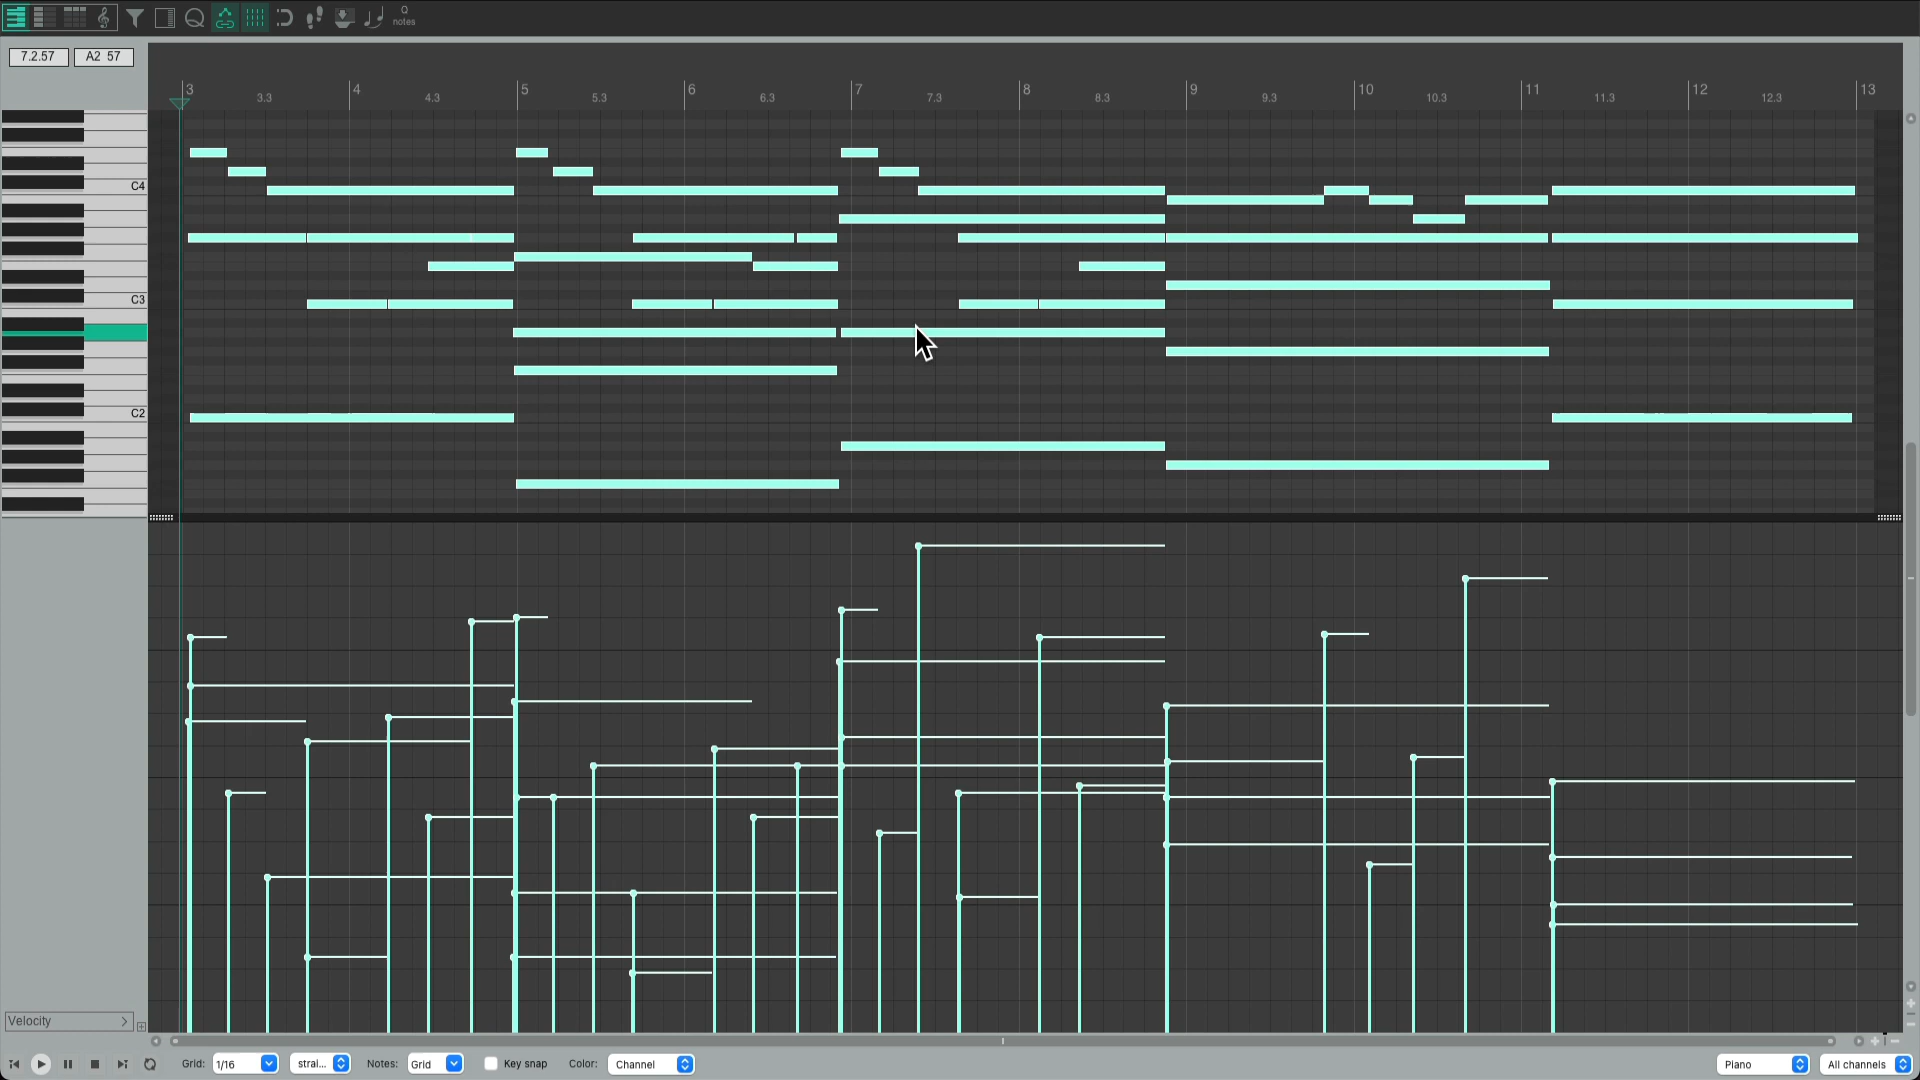 Q
notes
7.2.57
A2 57
3
4
5
6
7
8
9
10
11
12
13
3.3
4.3
5.3
6.3
7.3
8.3
9.3
10.3
11.3
12.3
C4
C3
C2
Velocity
Grid: 1/16 strai... Notes: Grid Key snap Color: Channel Piano All channels